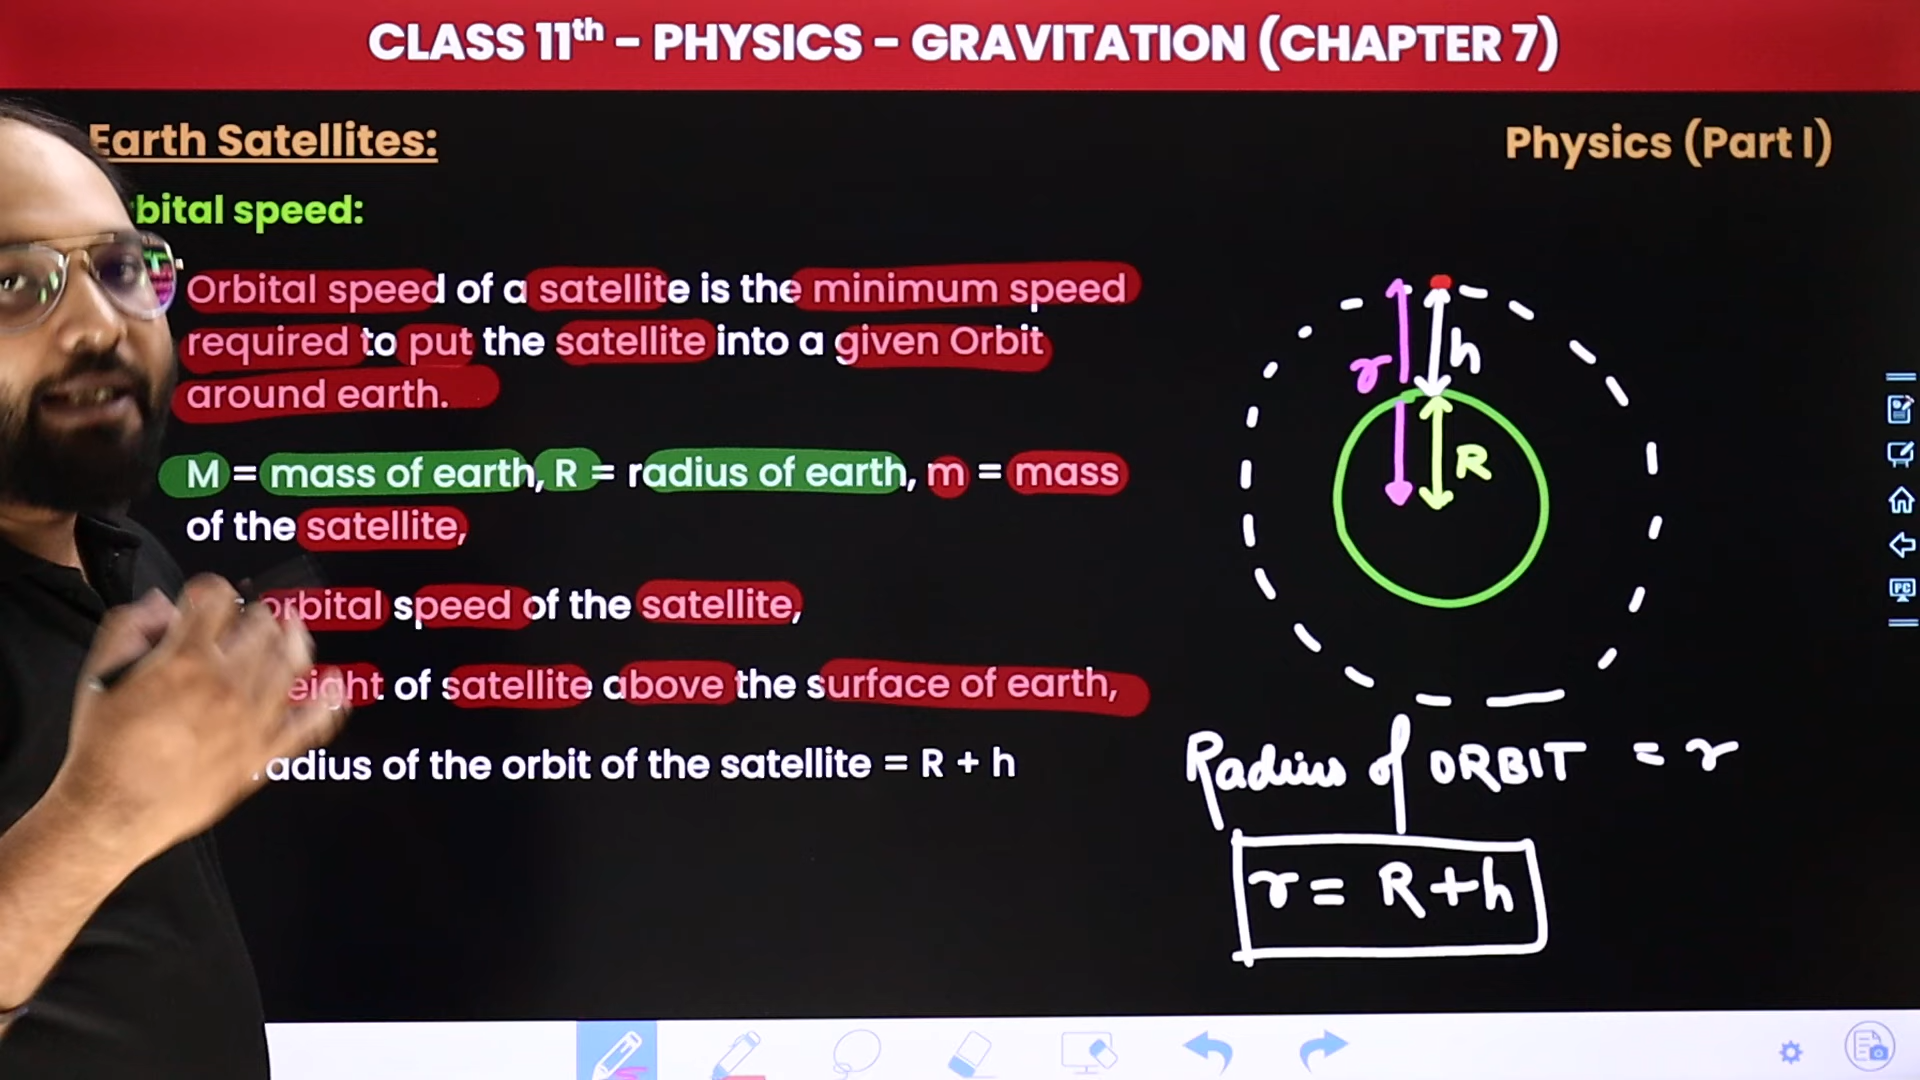 CLASS 11th – PHYSICS – GRAVITATION (CHAPTER 7)
Earth Satellites:
Physics (Part I)
bital speed:
Orbital speed of a satellite is the minimum speed
required to put the satellite into a given Orbit
around earth.
M = mass of earth, R = radius of earth, m = mass
of the satellite,
orbital speed of the satellite,
eight of satellite above the surface of earth,
radius of the orbit of the satellite = R + h
r
h
R
Radius of ORBIT = r
r = R+h
PC